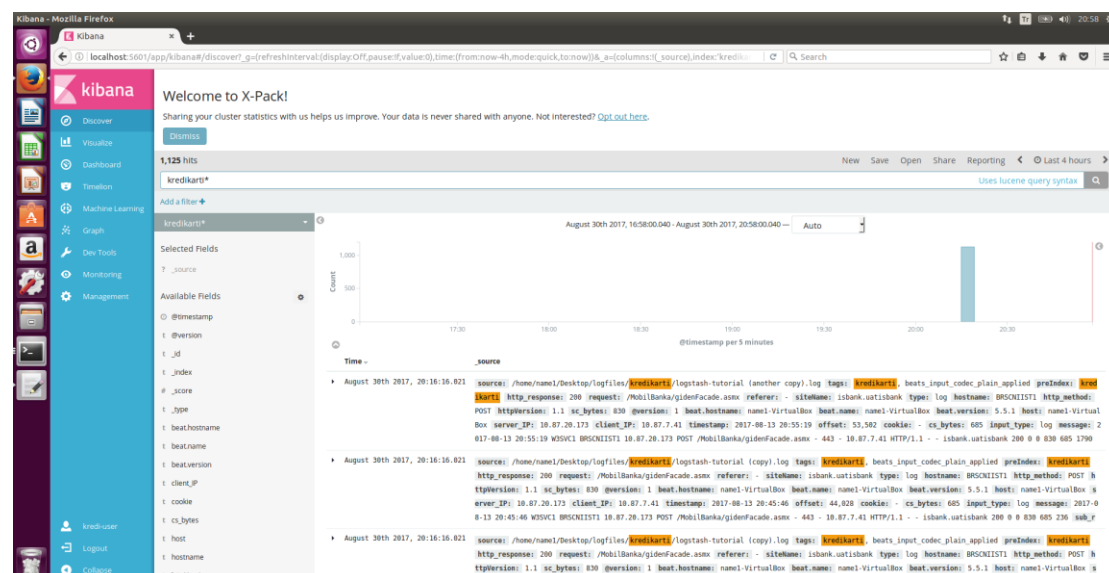 Kibana - Mozilla Firefox
Tr
20:58
Kibana
localhost:5601/app/kibana#/discover?_g=(refreshInterval:(display:Off,pause:!f,value:0),time:(from:now-4h,mode:quick,to:now))&_a=(columns:!(_source),index:'kredi
Search
kibana
Discover
Visualize
Dashboard
Timelion
Machine Learning
Graph
Dev Tools
Monitoring
Management
kredi-user
Logout
Collapse
Welcome to X-Pack!
Sharing your cluster statistics with us helps us improve. Your data is never shared with anyone. Not interested? Opt out here.
Dismiss
1,125 hits
New Save Open Share Reporting Last 4 hours
kredikarti*
Uses lucene query syntax
Add a filter
kredikarti*
Selected Fields
? _source
Available Fields
@timestamp
t @version
t _id
t _index
# _score
t _type
t beat.hostname
t beat.name
t beat.version
t client_IP
t cookie
t cs_bytes
t host
t hostname
August 30th 2017, 16:58:00.040 - August 30th 2017, 20:58:00.040 — Auto
Count
1,000
500
0
17:30 18:00 18:30 19:00 19:30 20:00 20:30
@timestamp per 5 minutes
Time _source
August 30th 2017, 20:16:16.021 source: /home/name1/Desktop/logfiles/kredikarti/logstash-tutorial (another copy).log tags: kredikarti, beats_input_codec_plain_applied preIndex: kred
ikarti http_response: 200 request: /MobilBanka/gidenFacade.asmx referer: - siteName: isbank.uatisbank type: log hostname: BRSCNIIST1 http_method:
POST httpVersion: 1.1 sc_bytes: 830 @version: 1 beat.hostname: name1-VirtualBox beat.name: name1-VirtualBox beat.version: 5.5.1 host: name1-Virtual
Box server_IP: 10.87.20.173 client_IP: 10.87.7.41 timestamp: 2017-08-13 20:55:19 offset: 53,502 cookie: - cs_bytes: 685 input_type: log message: 2
017-08-13 20:55:19 W3SVC1 BRSCNIIST1 10.87.20.173 POST /MobilBanka/gidenFacade.asmx - 443 - 10.87.7.41 HTTP/1.1 - - isbank.uatisbank 200 0 0 830 685 1790
August 30th 2017, 20:16:16.021 source: /home/name1/Desktop/logfiles/kredikarti/logstash-tutorial (copy).log tags: kredikarti, beats_input_codec_plain_applied preIndex: kredikarti
http_response: 200 request: /MobilBanka/gidenFacade.asmx referer: - siteName: isbank.uatisbank type: log hostname: BRSCNIIST1 http_method: POST h
ttpVersion: 1.1 sc_bytes: 830 @version: 1 beat.hostname: name1-VirtualBox beat.name: name1-VirtualBox beat.version: 5.5.1 host: name1-VirtualBox s
erver_IP: 10.87.20.173 client_IP: 10.87.7.41 timestamp: 2017-08-13 20:45:46 offset: 44,028 cookie: - cs_bytes: 685 input_type: log message: 2017-0
8-13 20:45:46 W3SVC1 BRSCNIIST1 10.87.20.173 POST /MobilBanka/gidenFacade.asmx - 443 - 10.87.7.41 HTTP/1.1 - - isbank.uatisbank 200 0 0 830 685 236 sub_r
August 30th 2017, 20:16:16.021 source: /home/name1/Desktop/logfiles/kredikarti/logstash-tutorial (copy).log tags: kredikarti, beats_input_codec_plain_applied preIndex: kredikarti
http_response: 200 request: /MobilBanka/gidenFacade.asmx referer: - siteName: isbank.uatisbank type: log hostname: BRSCNIIST1 http_method: POST h
ttpVersion: 1.1 sc_bytes: 830 @version: 1 beat.hostname: name1-VirtualBox beat.name: name1-VirtualBox beat.version: 5.5.1 host: name1-VirtualBox s